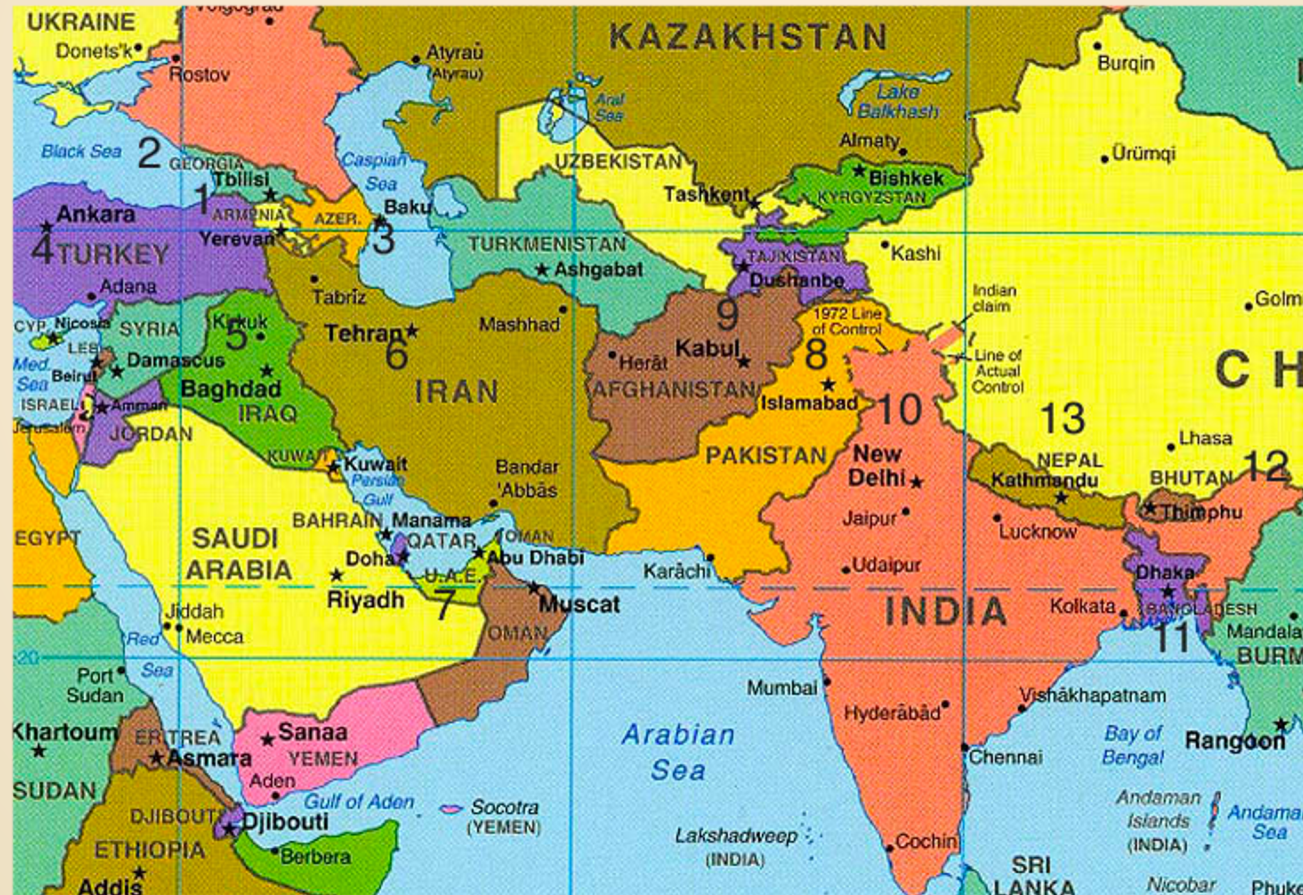 Volgograd
UKRAINE
Donets'k
Rostov
Atyraū
(Atyrau)
KAZAKHSTAN
Burqin
Aral
Sea
Lake
Balkhash
Black Sea
2
GEORGIA
Tbilisi
Caspian
Sea
UZBEKISTAN
Almaty
Bishkek
KYRGYZSTAN
Ürümqi
1
ARMENIA
AZER.
Baku
3
Yerevan
Tashkent
Ankara
4
TURKEY
Adana
TURKMENISTAN
Ashgabat
TAJIKISTAN
Dushanbe
Kashi
Tabrīz
Mashhad
Indian
claim
Golm
CYP.
Nicosia
SYRIA
Kirkuk
5
Tehran
6
9
Kabul
1972 Line
of Control
8
LEB.
Beirut
Damascus
Med.
Sea
Baghdad
IRAQ
IRAN
Herāt
AFGHANISTAN
Islamabad
Line of
Actual
Control
C H
ISRAEL
Amman
Jerusalem
JORDAN
10
13
KUWAIT
Kuwait
Persian
Gulf
Bandar
'Abbās
PAKISTAN
New
Delhi
NEPAL
Kathmandu
Lhasa
BHUTAN
12
Thimphu
EGYPT
SAUDI
ARABIA
BAHRAIN
Manama
QATAR
Doha
OMAN
Abu Dhabi
U.A.E.
7
Riyadh
Muscat
OMAN
Jaipur
Lucknow
Karāchi
Udaipur
INDIA
Kolkata
Dhaka
BANGLADESH
11
Mandala
BURM
Jiddah
Mecca
Red
Sea
20
Port
Sudan
Mumbai
Hyderābād
Vishākhapatnam
Khartoum
ERITREA
Asmara
Sanaa
YEMEN
Aden
Arabian
Sea
Chennai
Bay of
Bengal
Rangoon
SUDAN
Gulf of Aden
Socotra
(YEMEN)
DJIBOUTI
Djibouti
ETHIOPIA
Berbera
Addis
Lakshadweep
(INDIA)
Cochin
Andaman
Islands
(INDIA)
Andaman
Sea
SRI
LANKA
Nicobar
Phuke